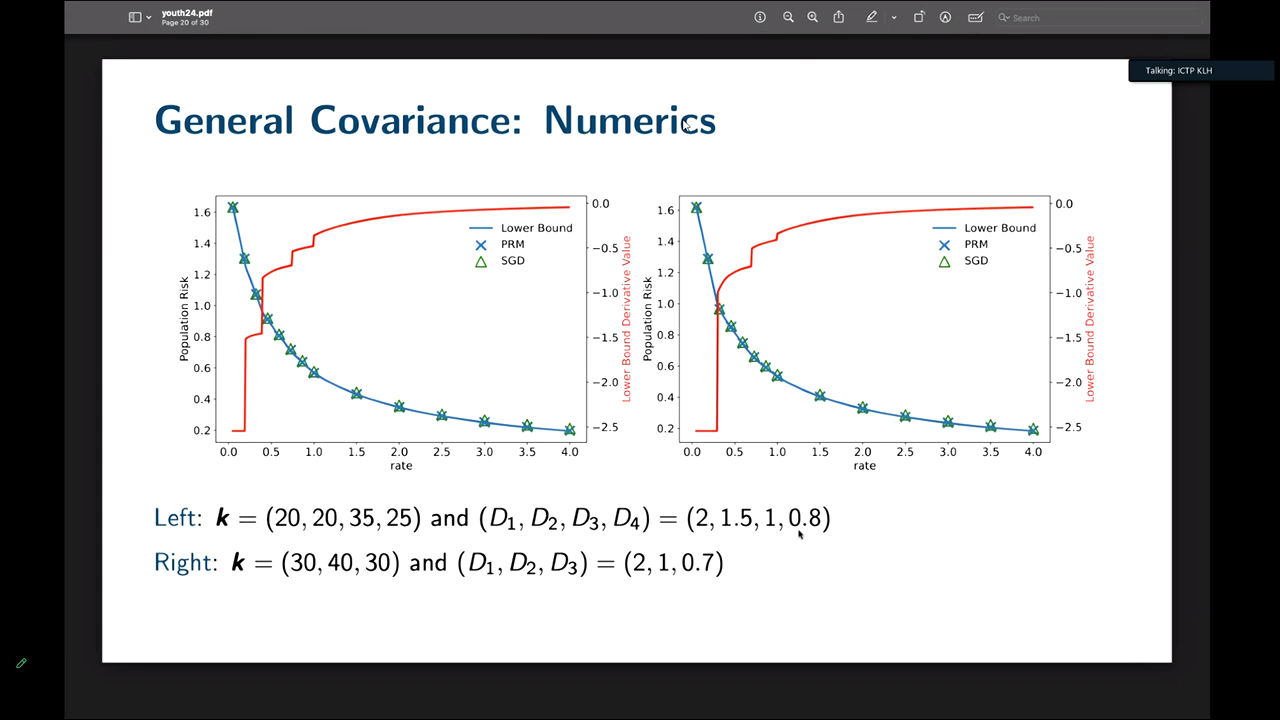 youth24.pdf
Page 20 of 30
Search
Talking: ICTP KLH
General Covariance: Numerics
Population Risk
1.6
1.4
1.2
1.0
0.8
0.6
0.4
0.2
Lower Bound
PRM
SGD
0.0
−0.5
−1.0
−1.5
−2.0
−2.5
Lower Bound Derivative Value
0.0 0.5 1.0 1.5 2.0 2.5 3.0 3.5 4.0
rate
Population Risk
1.6
1.4
1.2
1.0
0.8
0.6
0.4
0.2
Lower Bound
PRM
SGD
0.0
−0.5
−1.0
−1.5
−2.0
−2.5
Lower Bound Derivative Value
0.0 0.5 1.0 1.5 2.0 2.5 3.0 3.5 4.0
rate
Left: k = (20, 20, 35, 25) and (D₁, D₂, D₃, D₄) = (2, 1.5, 1, 0.8)
Right: k = (30, 40, 30) and (D₁, D₂, D₃) = (2, 1, 0.7)